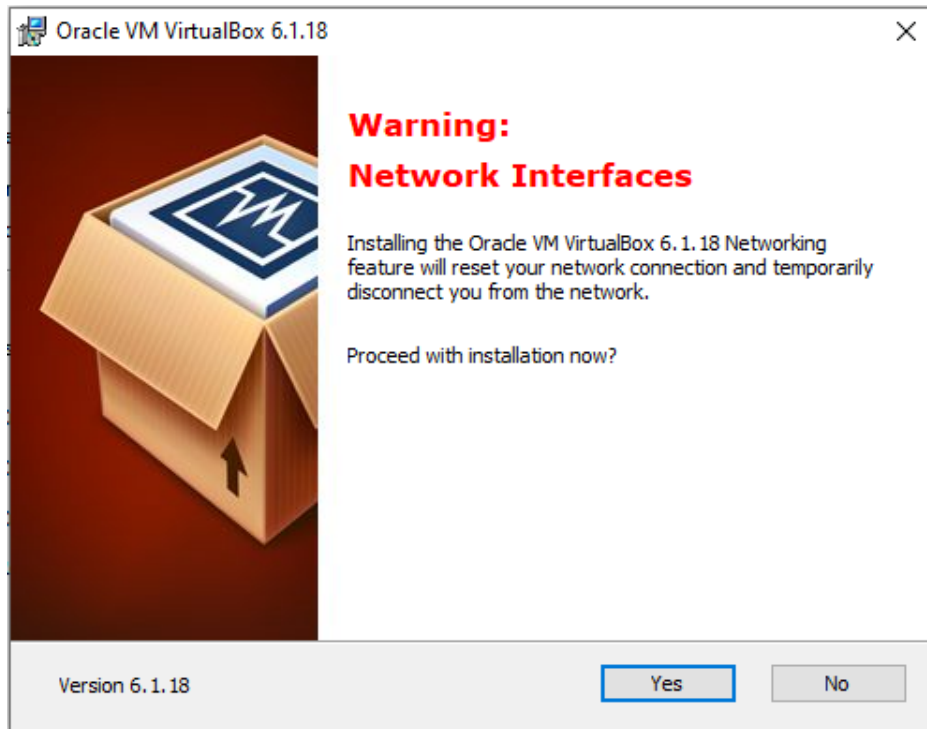 Oracle VM VirtualBox 6.1.18
Warning:
Network Interfaces
Installing the Oracle VM VirtualBox 6.1.18 Networking
feature will reset your network connection and temporarily
disconnect you from the network.
Proceed with installation now?
Version 6.1.18
Yes
No